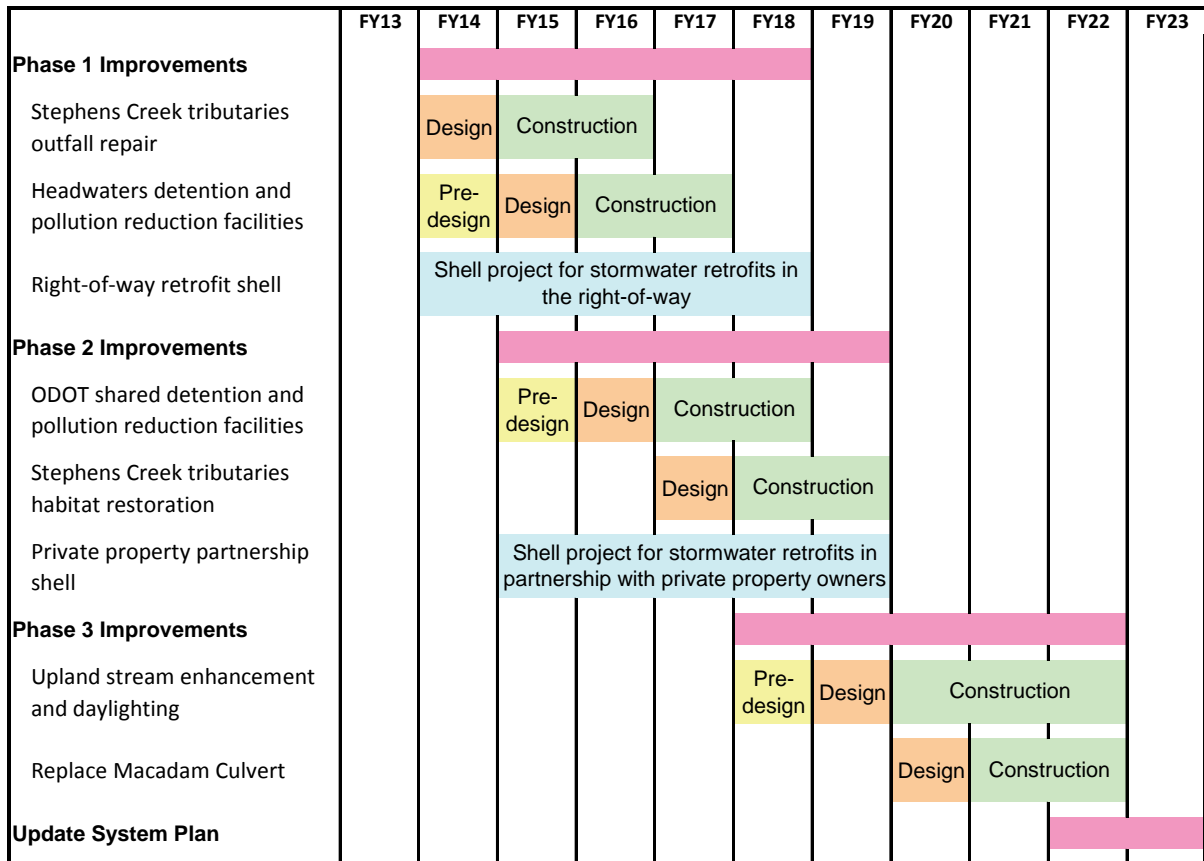 FY13 FY14 FY15 FY16 FY17 FY18 FY19 FY20 FY21 FY22 FY23
Phase 1 Improvements
Stephens Creek tributaries
outfall repair
Design
Construction
Headwaters detention and
pollution reduction facilities
Pre-
design
Design
Construction
Right-of-way retrofit shell
Shell project for stormwater retrofits in
the right-of-way
Phase 2 Improvements
ODOT shared detention and
pollution reduction facilities
Pre-
design
Design
Construction
Stephens Creek tributaries
habitat restoration
Design
Construction
Private property partnership
shell
Shell project for stormwater retrofits in
partnership with private property owners
Phase 3 Improvements
Upland stream enhancement
and daylighting
Pre-
design
Design
Construction
Replace Macadam Culvert
Design
Construction
Update System Plan